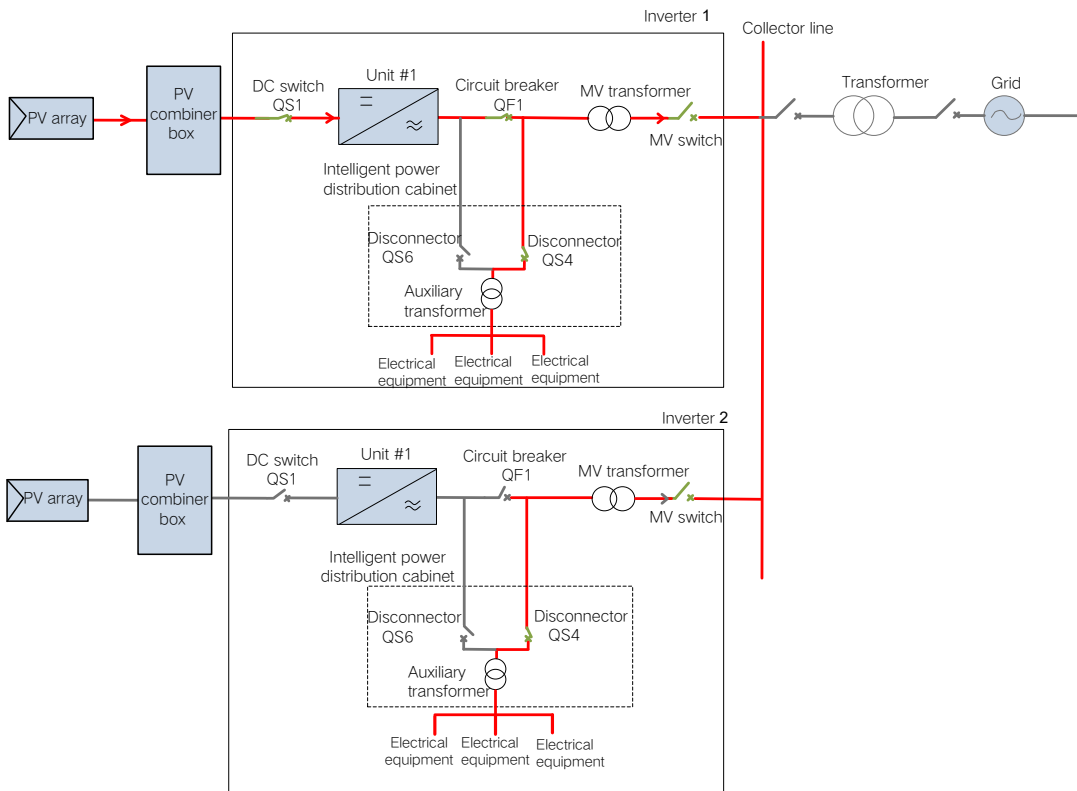 Inverter 1
Collector line
PV array
PV
combiner
box
DC switch
QS1
Unit #1
Circuit breaker
QF1
MV transformer
MV switch
Transformer
Grid
Intelligent power
distribution cabinet
Disconnector
QS6
Disconnector
QS4
Auxiliary
transformer
Electrical
equipment
Electrical
equipment
Electrical
equipment
Inverter 2
PV array
PV
combiner
box
DC switch
QS1
Unit #1
Circuit breaker
QF1
MV transformer
MV switch
Intelligent power
distribution cabinet
Disconnector
QS6
Disconnector
QS4
Auxiliary
transformer
Electrical
equipment
Electrical
equipment
Electrical
equipment